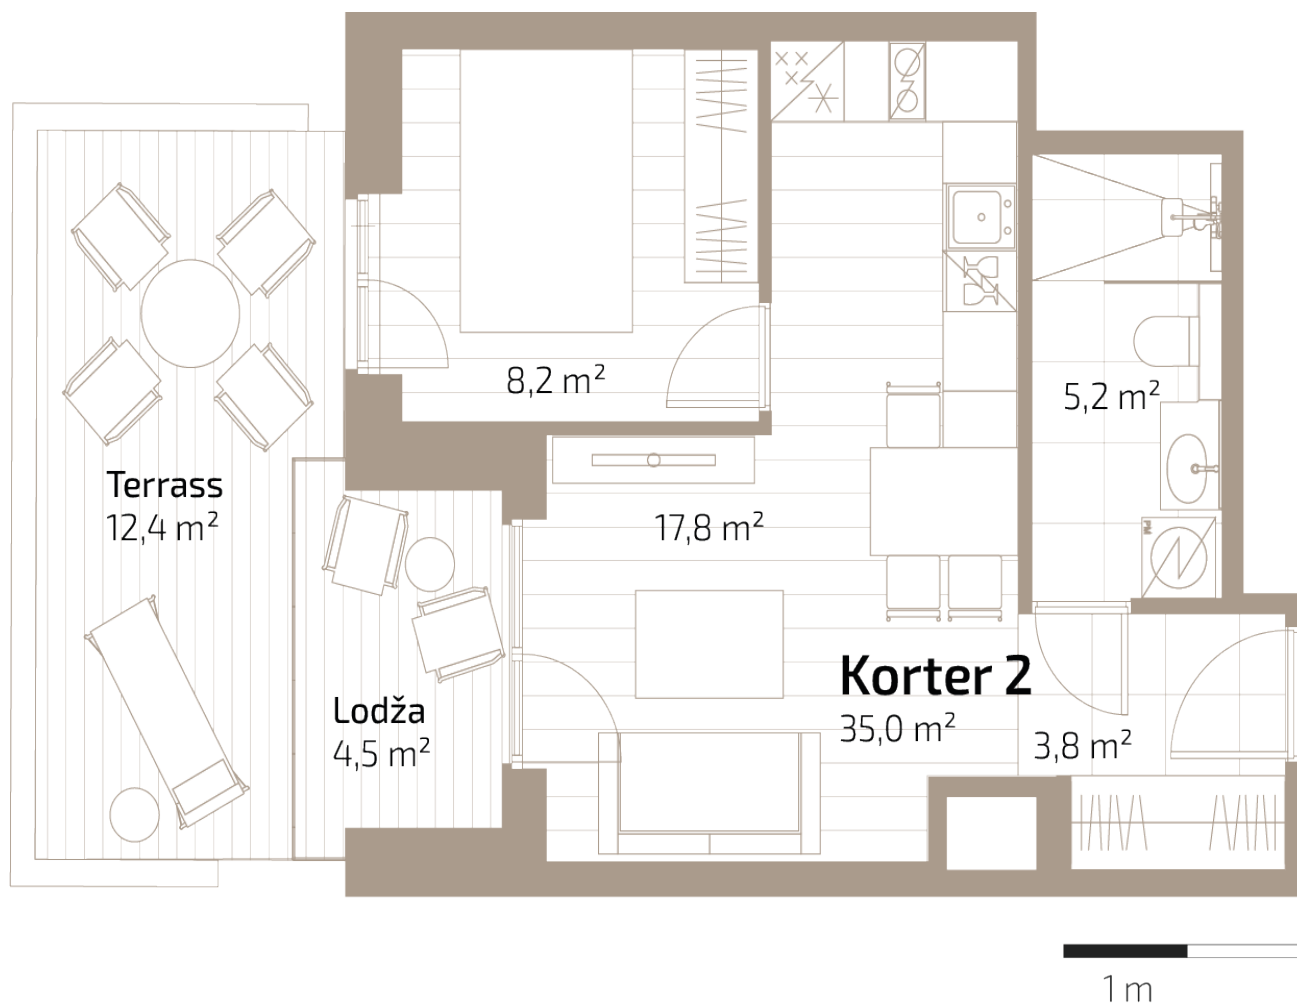 8,2 m²
5,2 m²
Terrass
12,4 m²
17,8 m²
PM
Korter 2
35,0 m²
Lodža
4,5 m²
3,8 m²
1 m